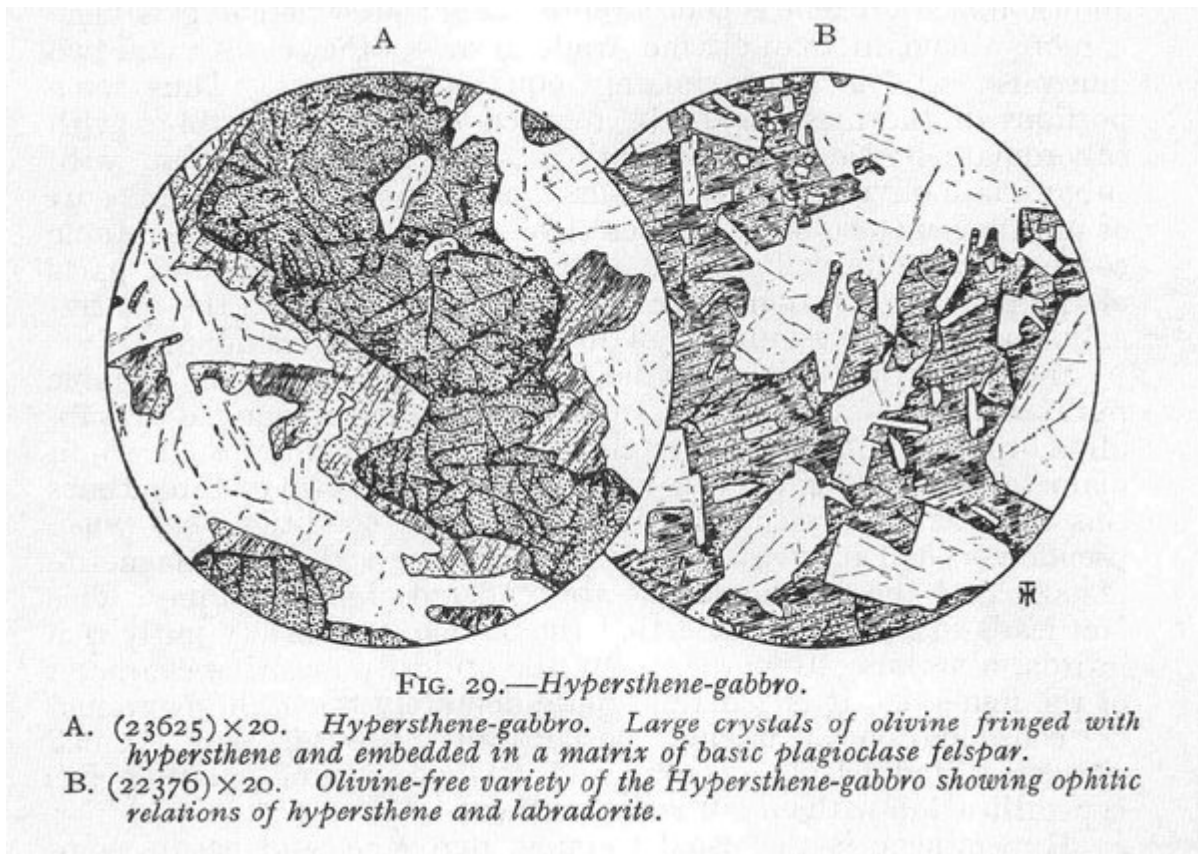 A
B
FIG. 29.—Hypersthene-gabbro.
A. (23625)×20. Hypersthene-gabbro. Large crystals of olivine fringed with
hypersthene and embedded in a matrix of basic plagioclase felspar.
B. (22376)×20. Olivine-free variety of the Hypersthene-gabbro showing ophitic
relations of hypersthene and labradorite.